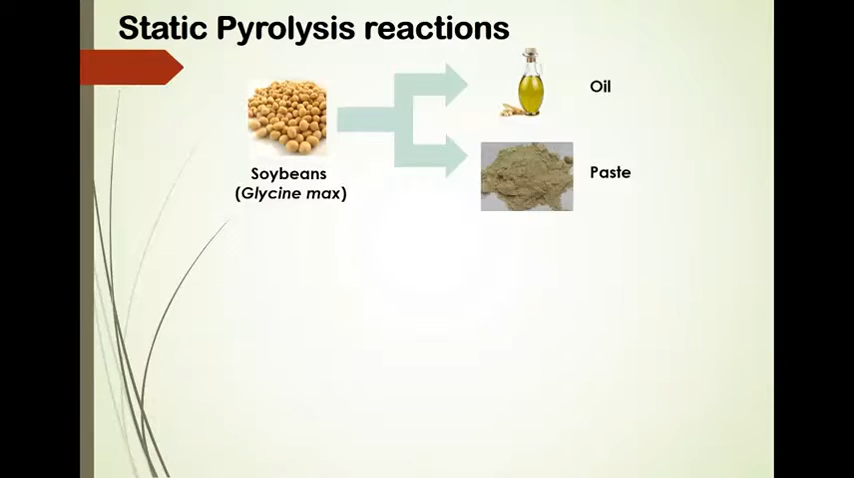 Static Pyrolysis reactions
Oil
Soybeans
(Glycine max)
Paste